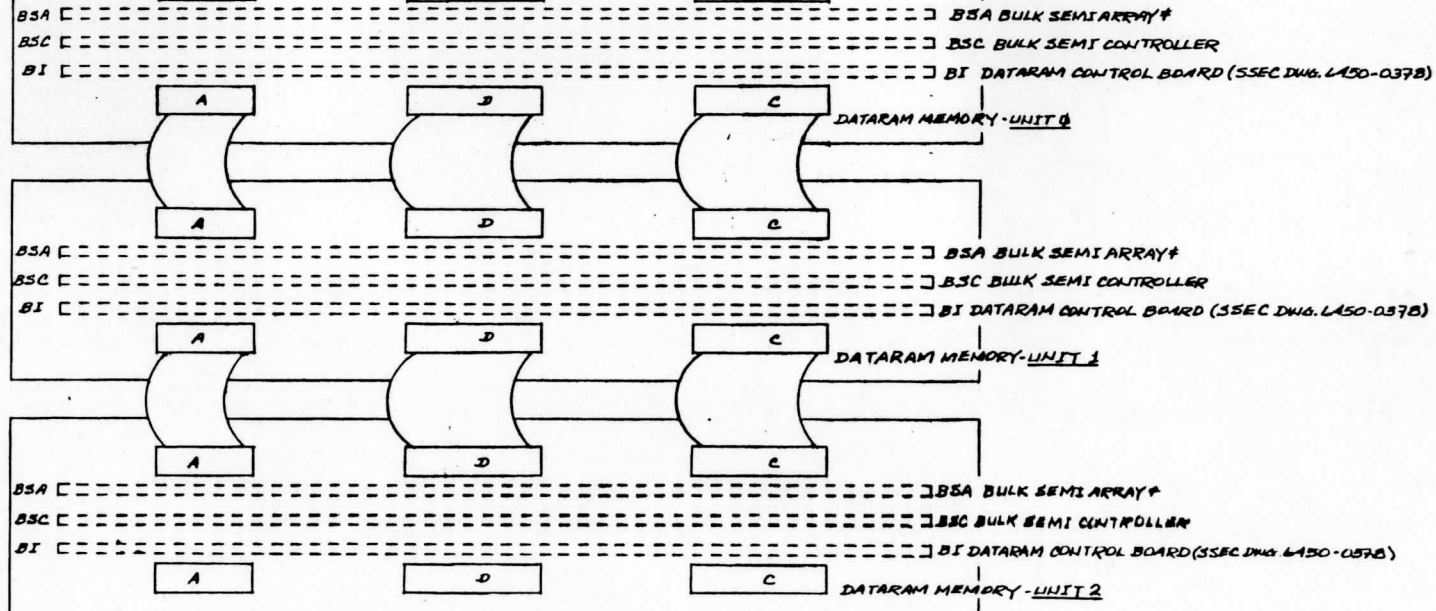 BSA BSA BULK SEMI ARRAY ‡
BSC BSC BULK SEMI CONTROLLER
BI BI DATARAM CONTROL BOARD (SSEC DWG. 6450-0378)
A D C
DATARAM MEMORY - UNIT 0
A D C
BSA BSA BULK SEMI ARRAY ‡
BSC BSC BULK SEMI CONTROLLER
BI BI DATARAM CONTROL BOARD (SSEC DWG. 6450-0378)
A D C
DATARAM MEMORY - UNIT 1
A D C
BSA BSA BULK SEMI ARRAY ‡
BSC BSC BULK SEMI CONTROLLER
BI BI DATARAM CONTROL BOARD (SSEC DWG. 6450-0378)
A D C
DATARAM MEMORY - UNIT 2